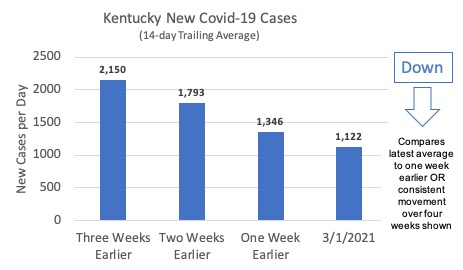 Kentucky New Covid-19 Cases
(14-day Trailing Average)
New Cases per Day
2500
2000
1500
1000
500
0
2,150
1,793
1,346
1,122
Three Weeks
Earlier
Two Weeks
Earlier
One Week
Earlier
3/1/2021
Down
Compares
latest average
to one week
earlier OR
consistent
movement
over four
weeks shown